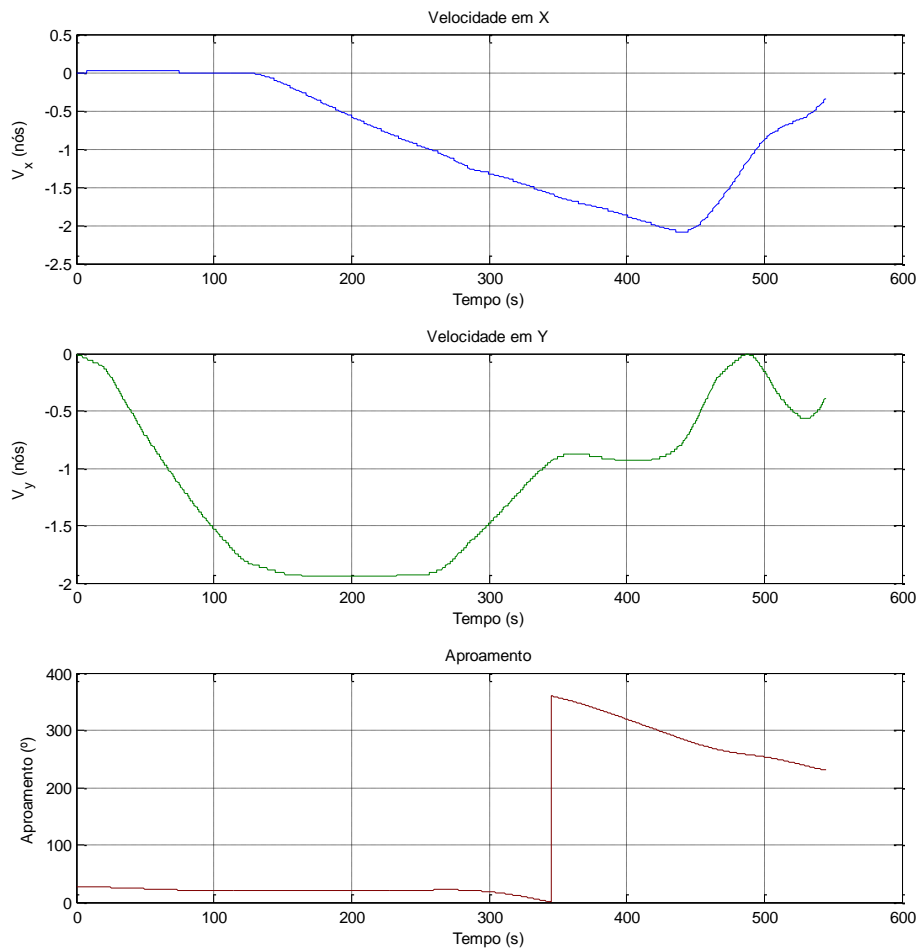 Velocidade em X
0.5
0
-0.5
-1
-1.5
-2
-2.5
V_x (nós)
0 100 200 300 400 500 600
Tempo (s)
Velocidade em Y
0
-0.5
-1
-1.5
-2
V_y (nós)
0 100 200 300 400 500 600
Tempo (s)
Aproamento
400
300
200
100
0
Aproamento (º)
0 100 200 300 400 500 600
Tempo (s)